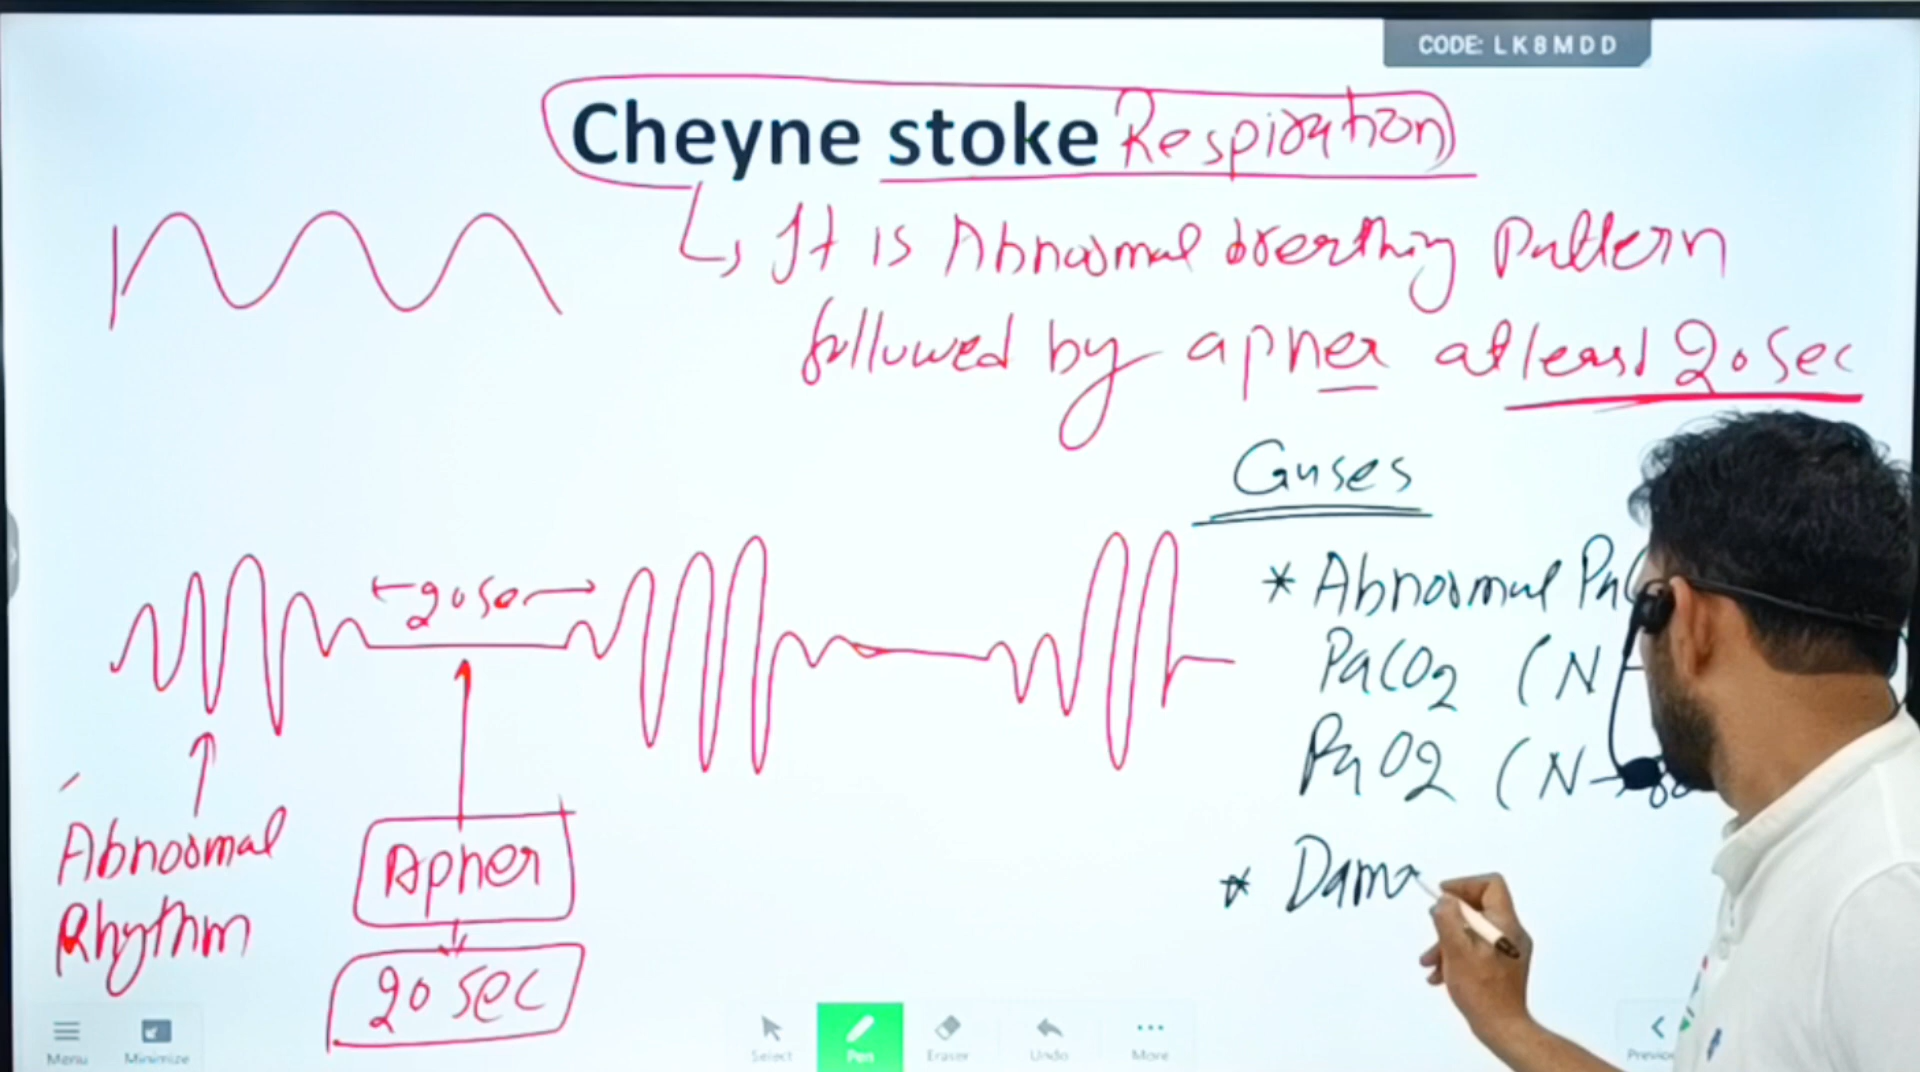 CODE: LK8MDD
Cheyne stoke Respiration
It is Abnormal breathing Pattern
followed by apnea atleast 20 sec
Causes
* Abnormal
PaCO2 (N
PaO2 (N
20 sec
Abnormal
Rhythm
Apnea
20 sec
Menu
Minimize
Select
Pen
Eraser
Undo
More